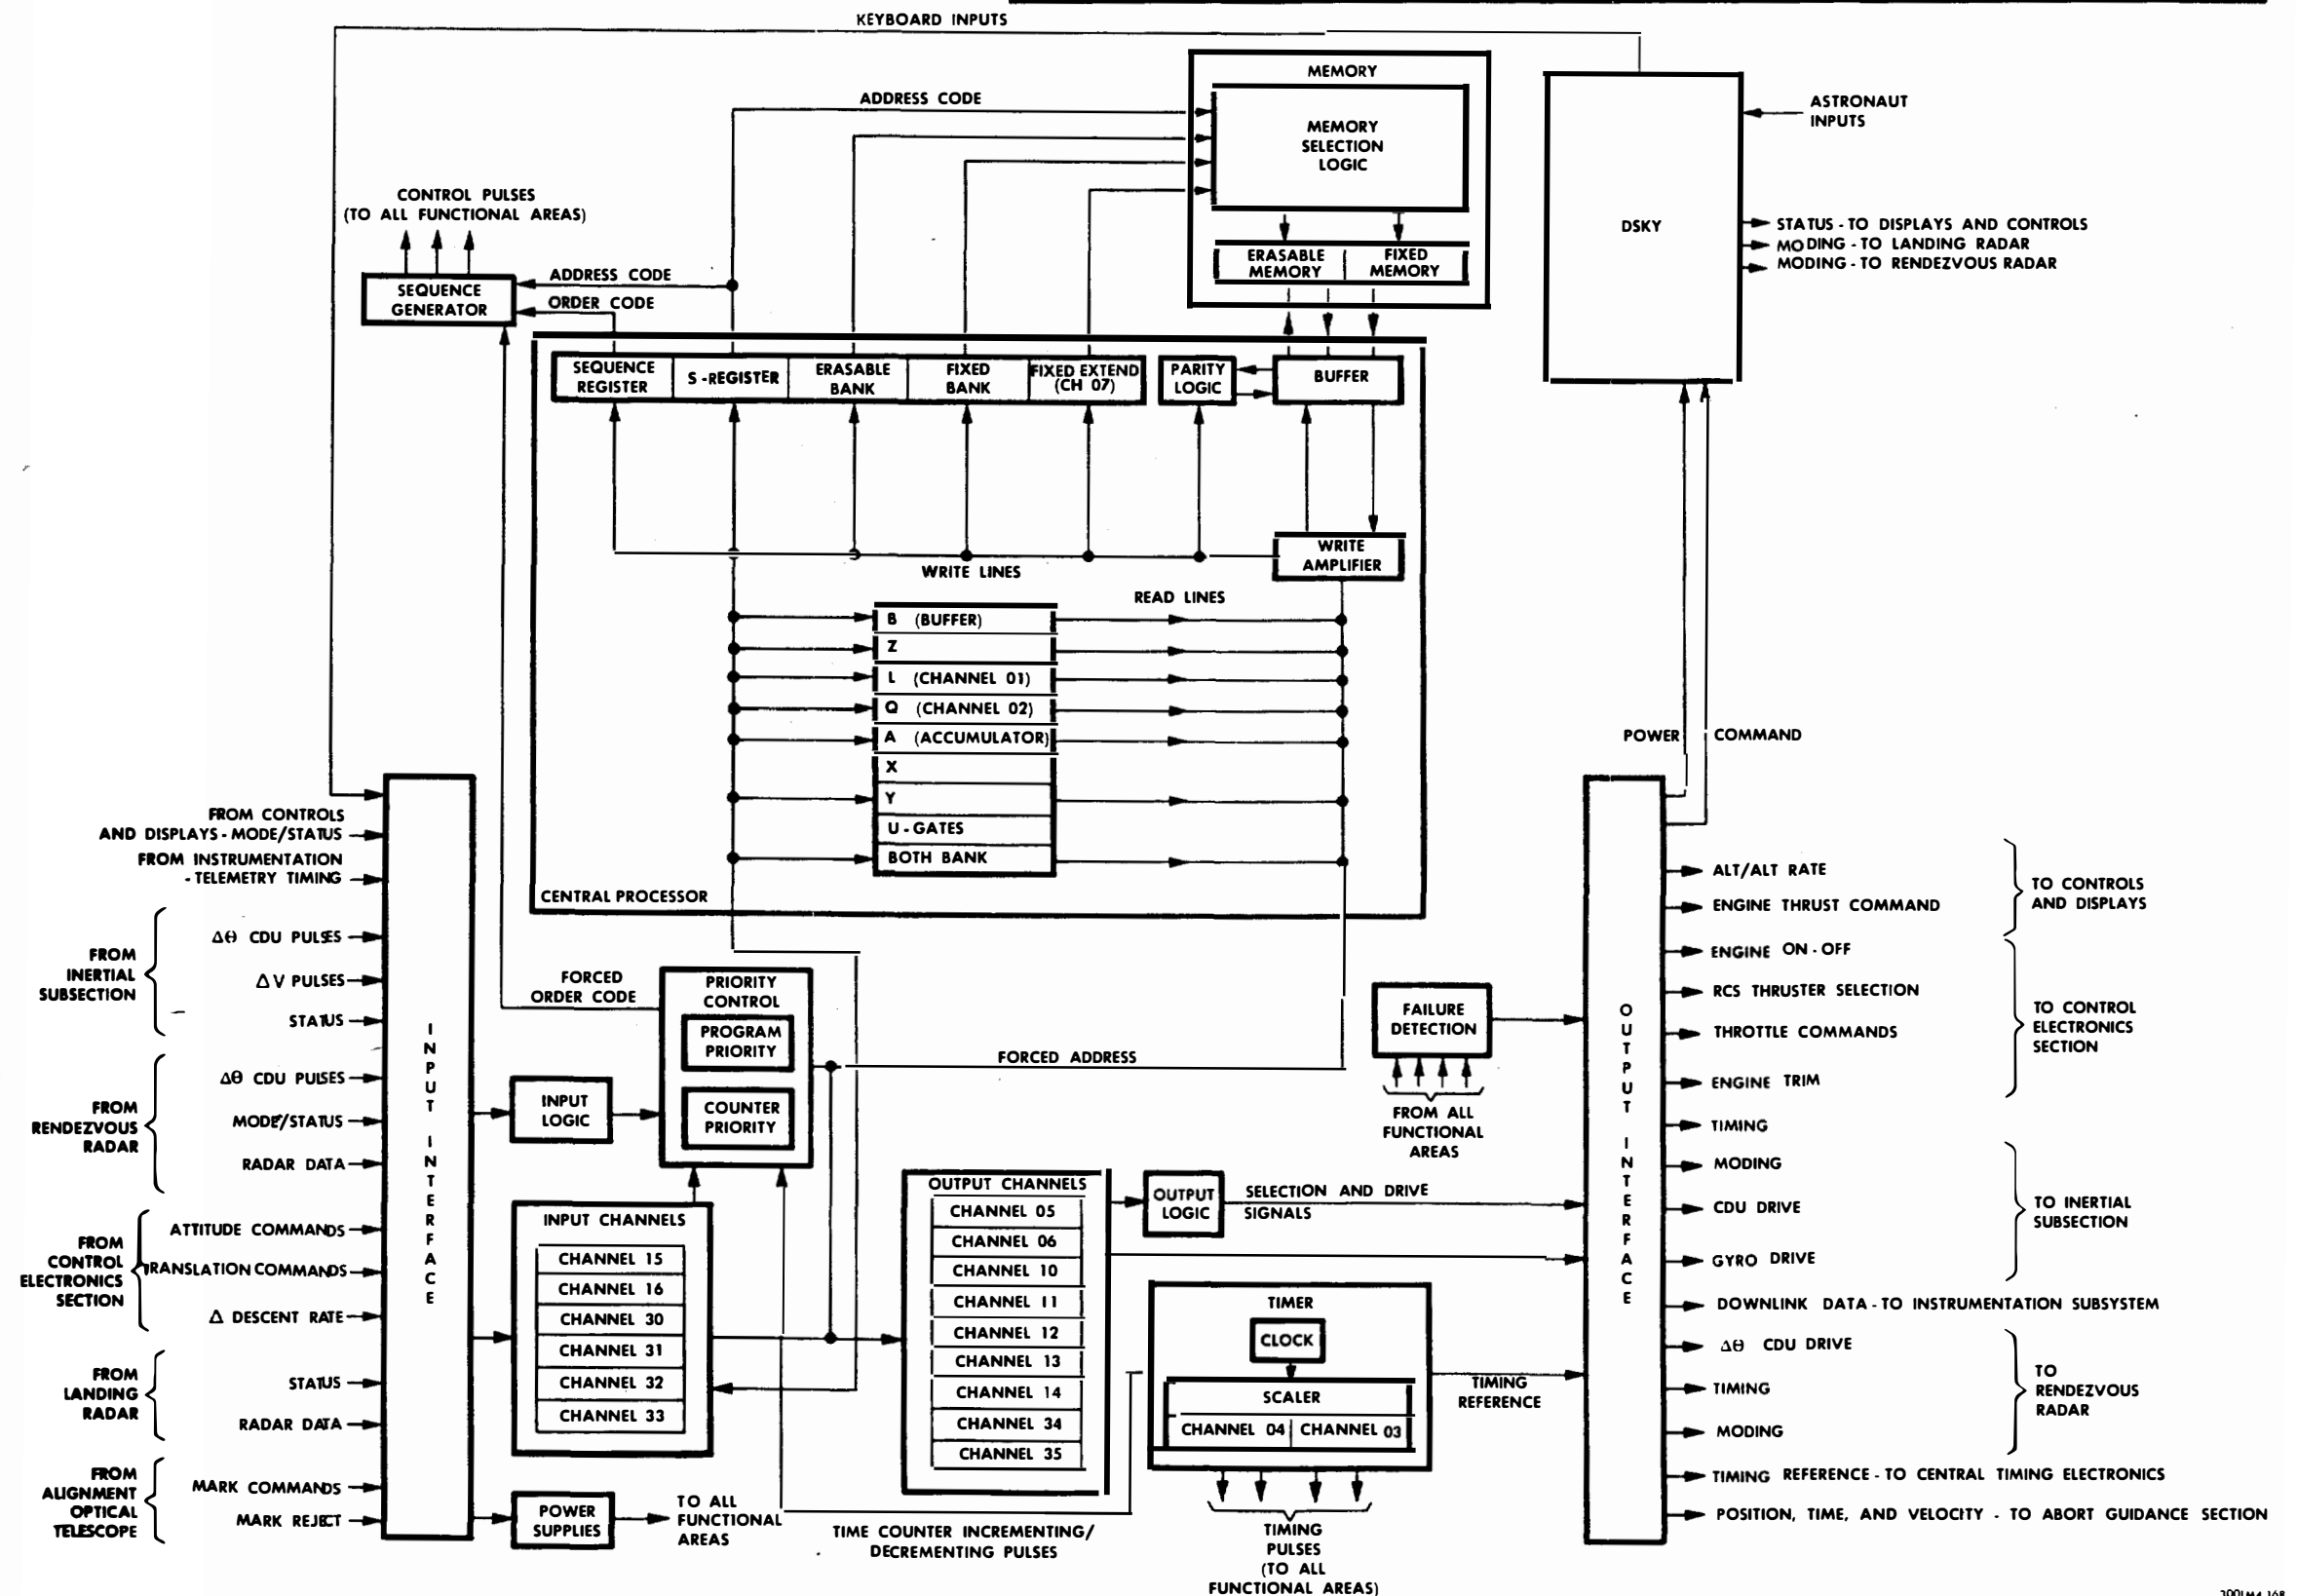 KEYBOARD INPUTS
MEMORY
ADDRESS CODE
MEMORY
SELECTION
LOGIC
ASTRONAUT
INPUTS
CONTROL PULSES
(TO ALL FUNCTIONAL AREAS)
DSKY
STATUS - TO DISPLAYS AND CONTROLS
MODING - TO LANDING RADAR
MODING - TO RENDEZVOUS RADAR
ERASABLE
MEMORY
FIXED
MEMORY
ADDRESS CODE
ORDER CODE
SEQUENCE
GENERATOR
SEQUENCE
REGISTER
S - REGISTER
ERASABLE
BANK
FIXED
BANK
FIXED EXTEND
(CH 07)
PARITY
LOGIC
BUFFER
WRITE
AMPLIFIER
WRITE LINES
READ LINES
B (BUFFER)
Z
L (CHANNEL 01)
Q (CHANNEL 02)
A (ACCUMULATOR)
X
Y
U - GATES
BOTH BANK
CENTRAL PROCESSOR
POWER
COMMAND
FROM CONTROLS
AND DISPLAYS - MODE/STATUS
FROM INSTRUMENTATION
- TELEMETRY TIMING
FROM
INERTIAL
SUBSECTION
Δθ CDU PULSES
ΔV PULSES
STATUS
FROM
RENDEZVOUS
RADAR
Δθ CDU PULSES
MODE/STATUS
RADAR DATA
FROM
CONTROL
ELECTRONICS
SECTION
ATTITUDE COMMANDS
TRANSLATION COMMANDS
Δ DESCENT RATE
FROM
LANDING
RADAR
STATUS
RADAR DATA
FROM
ALIGNMENT
OPTICAL
TELESCOPE
MARK COMMANDS
MARK REJECT
INPUT INTERFACE
FORCED
ORDER CODE
PRIORITY
CONTROL
PROGRAM
PRIORITY
COUNTER
PRIORITY
INPUT
LOGIC
FORCED ADDRESS
FAILURE
DETECTION
FROM ALL
FUNCTIONAL
AREAS
INPUT CHANNELS
CHANNEL 15
CHANNEL 16
CHANNEL 30
CHANNEL 31
CHANNEL 32
CHANNEL 33
POWER
SUPPLIES
TO ALL
FUNCTIONAL
AREAS
OUTPUT CHANNELS
CHANNEL 05
CHANNEL 06
CHANNEL 10
CHANNEL 11
CHANNEL 12
CHANNEL 13
CHANNEL 14
CHANNEL 34
CHANNEL 35
OUTPUT
LOGIC
SELECTION AND DRIVE
SIGNALS
TIMER
CLOCK
SCALER
CHANNEL 04
CHANNEL 03
TIMING
REFERENCE
TIME COUNTER INCREMENTING/
DECREMENTING PULSES
TIMING
PULSES
(TO ALL
FUNCTIONAL AREAS)
OUTPUT INTERFACE
ALT/ALT RATE
ENGINE THRUST COMMAND
TO CONTROLS
AND DISPLAYS
ENGINE ON - OFF
RCS THRUSTER SELECTION
THROTTLE COMMANDS
ENGINE TRIM
TO CONTROL
ELECTRONICS
SECTION
TIMING
MODING
CDU DRIVE
GYRO DRIVE
TO INERTIAL
SUBSECTION
DOWNLINK DATA - TO INSTRUMENTATION SUBSYSTEM
Δθ CDU DRIVE
TIMING
MODING
TO
RENDEZVOUS
RADAR
TIMING REFERENCE - TO CENTRAL TIMING ELECTRONICS
POSITION, TIME, AND VELOCITY - TO ABORT GUIDANCE SECTION